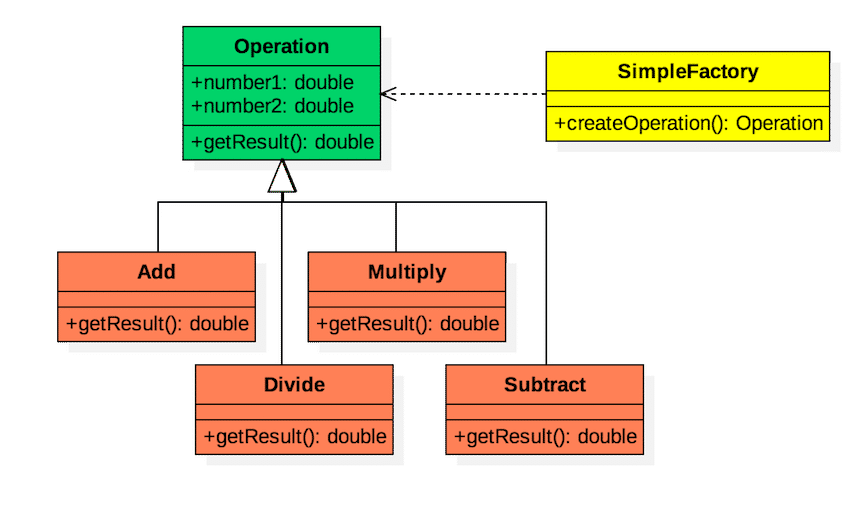 Operation
+number1: double
+number2: double
+getResult(): double
SimpleFactory
+createOperation(): Operation
Add
+getResult(): double
Multiply
+getResult(): double
Divide
+getResult(): double
Subtract
+getResult(): double